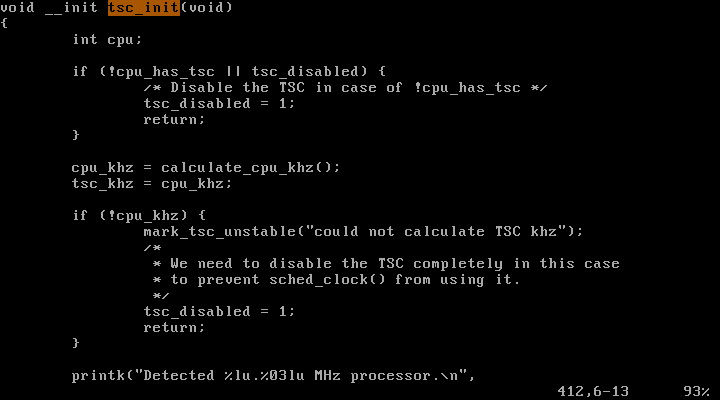 void __init tsc_init(void)
{
        int cpu;

        if (!cpu_has_tsc || tsc_disabled) {
                /* Disable the TSC in case of !cpu_has_tsc */
                tsc_disabled = 1;
                return;
        }

        cpu_khz = calculate_cpu_khz();
        tsc_khz = cpu_khz;

        if (!cpu_khz) {
                mark_tsc_unstable("could not calculate TSC khz");
                /*
                 * We need to disable the TSC completely in this case
                 * to prevent sched_clock() from using it.
                 */
                tsc_disabled = 1;
                return;
        }

        printk("Detected %lu.%03lu MHz processor.\n",
412,6-13 93%